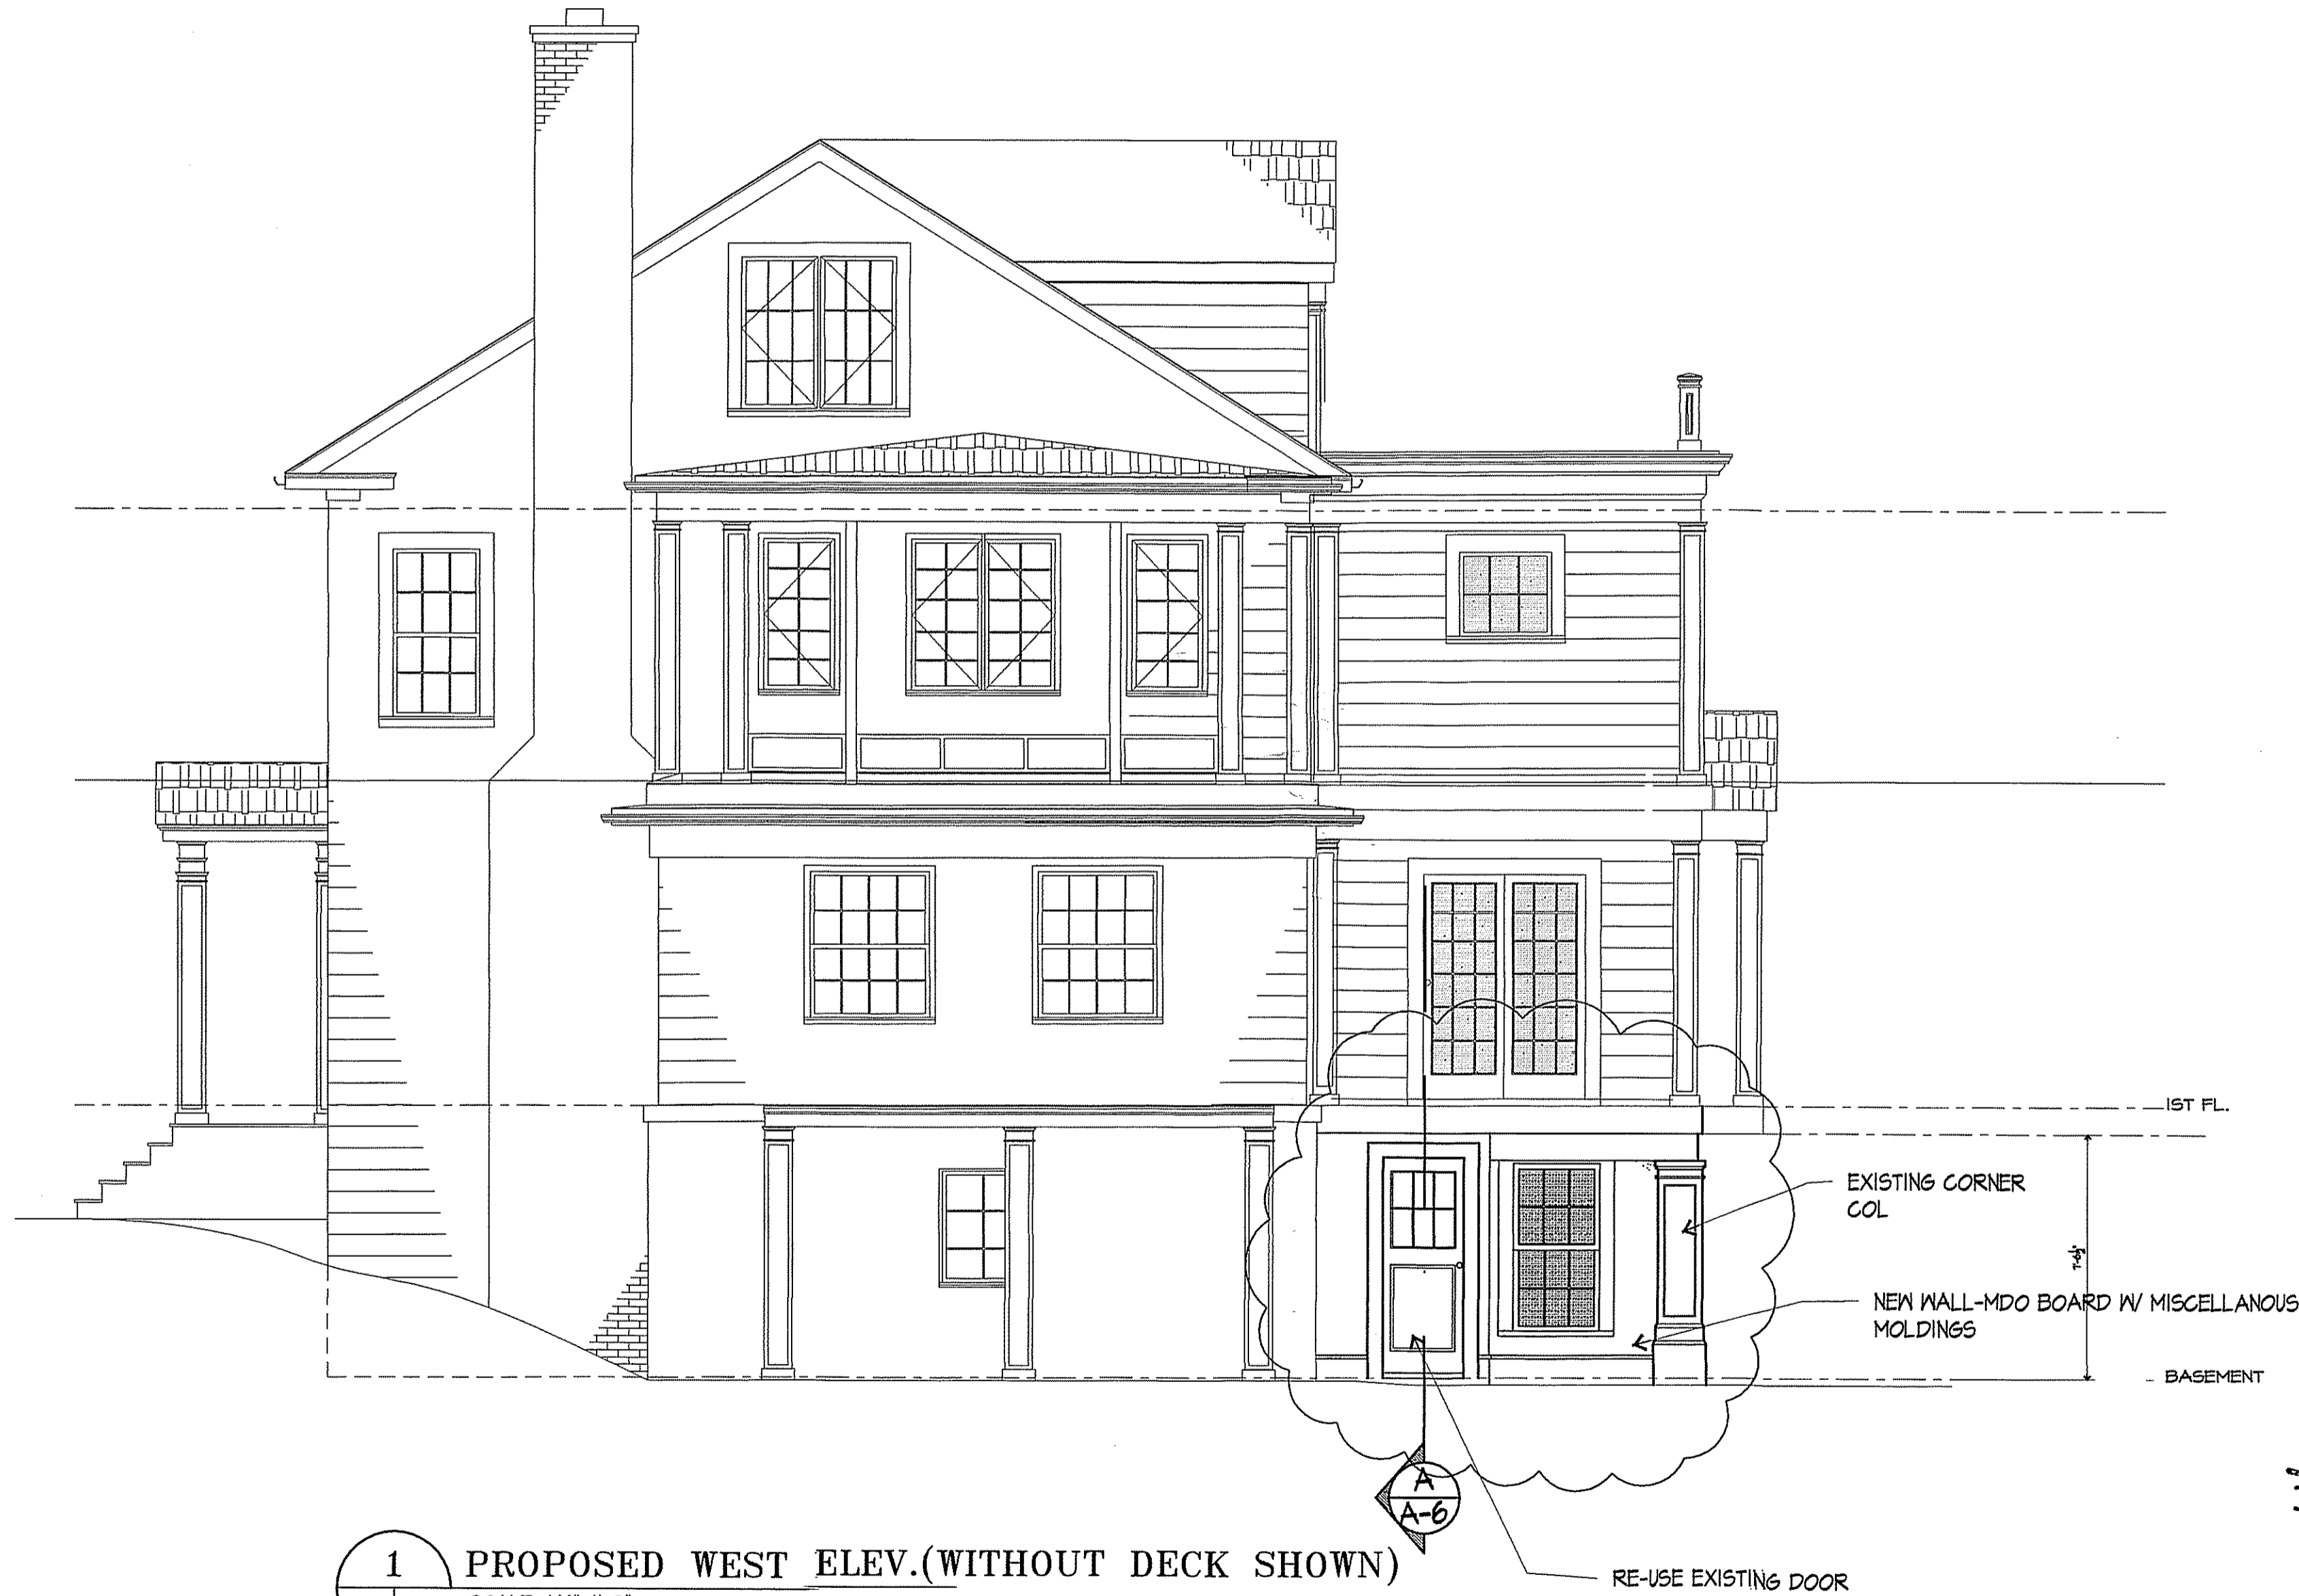 1ST FL.
EXISTING CORNER
COL
NEW WALL-MDO BOARD W/ MISCELLANOUS
MOLDINGS
BASEMENT
A
A-6
1 PROPOSED WEST ELEV.(WITHOUT DECK SHOWN)
RE-USE EXISTING DOOR